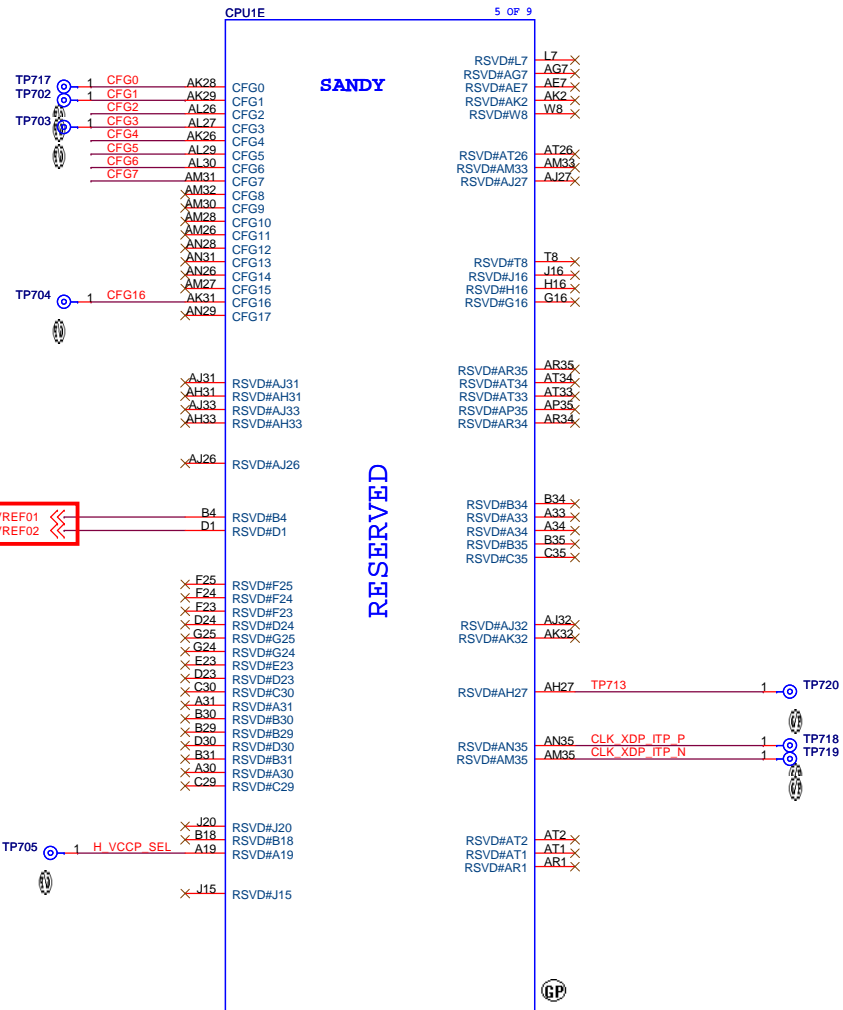 CPU1E 5 OF 9
SANDY
RESERVED
TP717 1 CFG0 AK28 CFG0
TP702 1 CFG1 AK29 CFG1
CFG2 AL26 CFG2
TP703 1 CFG3 AL27 CFG3
CFG4 AK26 CFG4
CFG5 AL29 CFG5
CFG6 AL30 CFG6
CFG7 AM31 CFG7
AM32 CFG8
AM30 CFG9
AM28 CFG10
AM26 CFG11
AN28 CFG12
AN31 CFG13
AN26 CFG14
AM27 CFG15
TP704 1 CFG16 AK31 CFG16
AN29 CFG17
AJ31 RSVD#AJ31
AH31 RSVD#AH31
AJ33 RSVD#AJ33
AH33 RSVD#AH33
AJ26 RSVD#AJ26
REF01 B4 RSVD#B4
REF02 D1 RSVD#D1
F25 RSVD#F25
F24 RSVD#F24
F23 RSVD#F23
D24 RSVD#D24
G25 RSVD#G25
G24 RSVD#G24
E23 RSVD#E23
D23 RSVD#D23
C30 RSVD#C30
A31 RSVD#A31
B30 RSVD#B30
B29 RSVD#B29
D30 RSVD#D30
B31 RSVD#B31
A30 RSVD#A30
C29 RSVD#C29
J20 RSVD#J20
B18 RSVD#B18
TP705 1 H_VCCP_SEL A19 RSVD#A19
J15 RSVD#J15
RSVD#L7 L7
RSVD#AG7 AG7
RSVD#AE7 AE7
RSVD#AK2 AK2
RSVD#W8 W8
RSVD#AT26 AT26
RSVD#AM33 AM33
RSVD#AJ27 AJ27
RSVD#T8 T8
RSVD#J16 J16
RSVD#H16 H16
RSVD#G16 G16
RSVD#AR35 AR35
RSVD#AT34 AT34
RSVD#AT33 AT33
RSVD#AP35 AP35
RSVD#AR34 AR34
RSVD#B34 B34
RSVD#A33 A33
RSVD#A34 A34
RSVD#B35 B35
RSVD#C35 C35
RSVD#AJ32 AJ32
RSVD#AK32 AK32
RSVD#AH27 AH27 TP713 1 TP720
RSVD#AN35 AN35 CLK_XDP_ITP_P 1 TP718
RSVD#AM35 AM35 CLK_XDP_ITP_N 1 TP719
RSVD#AT2 AT2
RSVD#AT1 AT1
RSVD#AR1 AR1
GP